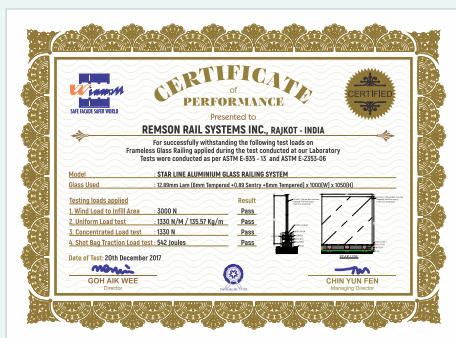 Winwall
SAFE FACADE SAFER WORLD
CERTIFICATE
of
PERFORMANCE
CERTIFIED
Presented to
REMSON RAIL SYSTEMS INC., RAJKOT - INDIA
For successfully withstanding the following test loads on
Frameless Glass Railing applied during the test conducted at our Laboratory
Tests were conducted as per ASTM E-935 - 13 and ASTM E-2353-06
Model : STAR LINE ALUMINIUM GLASS RAILING SYSTEM
Glass Used : 12.89mm Lam (6mm Tempered +0.89 Sentry +6mm Tempered) x 1000(W) x 1050(H)
Testing loads applied Result
1. Wind Load to Infill Area : 3000 N Pass
2. Uniform Load test : 1330 N/M / 135.57 Kg/m Pass
3. Concentrated Load test : 1330 N Pass
4. Shot Bag Traction Load test : 542 Joules Pass
STAR LINE
Date of Test: 20th December 2017
GOH AIK WEE
Director
CHIN YUN FEN
Managing Director